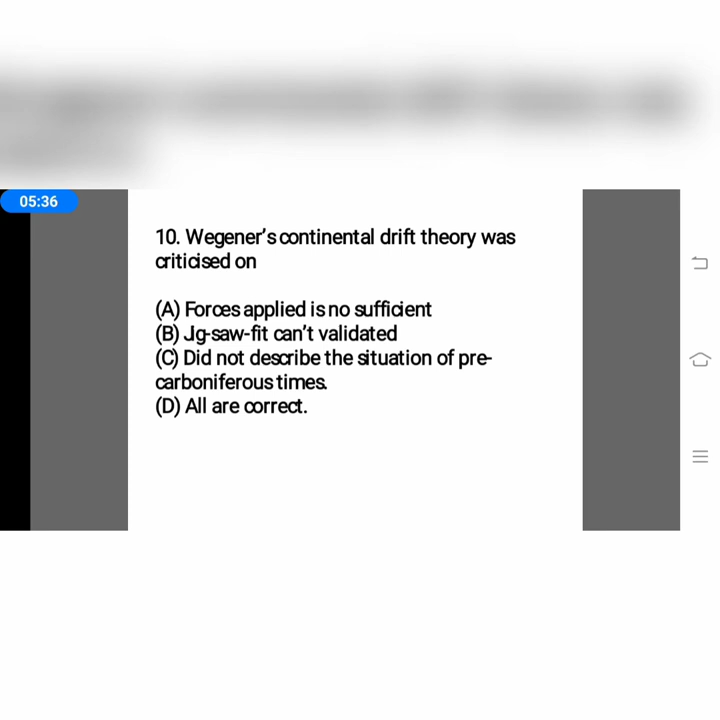 05:36
10. Wegener's continental drift theory was
criticised on
(A) Forces applied is no sufficient
(B) Jig-saw-fit can't validated
(C) Did not describe the situation of pre-
carboniferous times.
(D) All are correct.